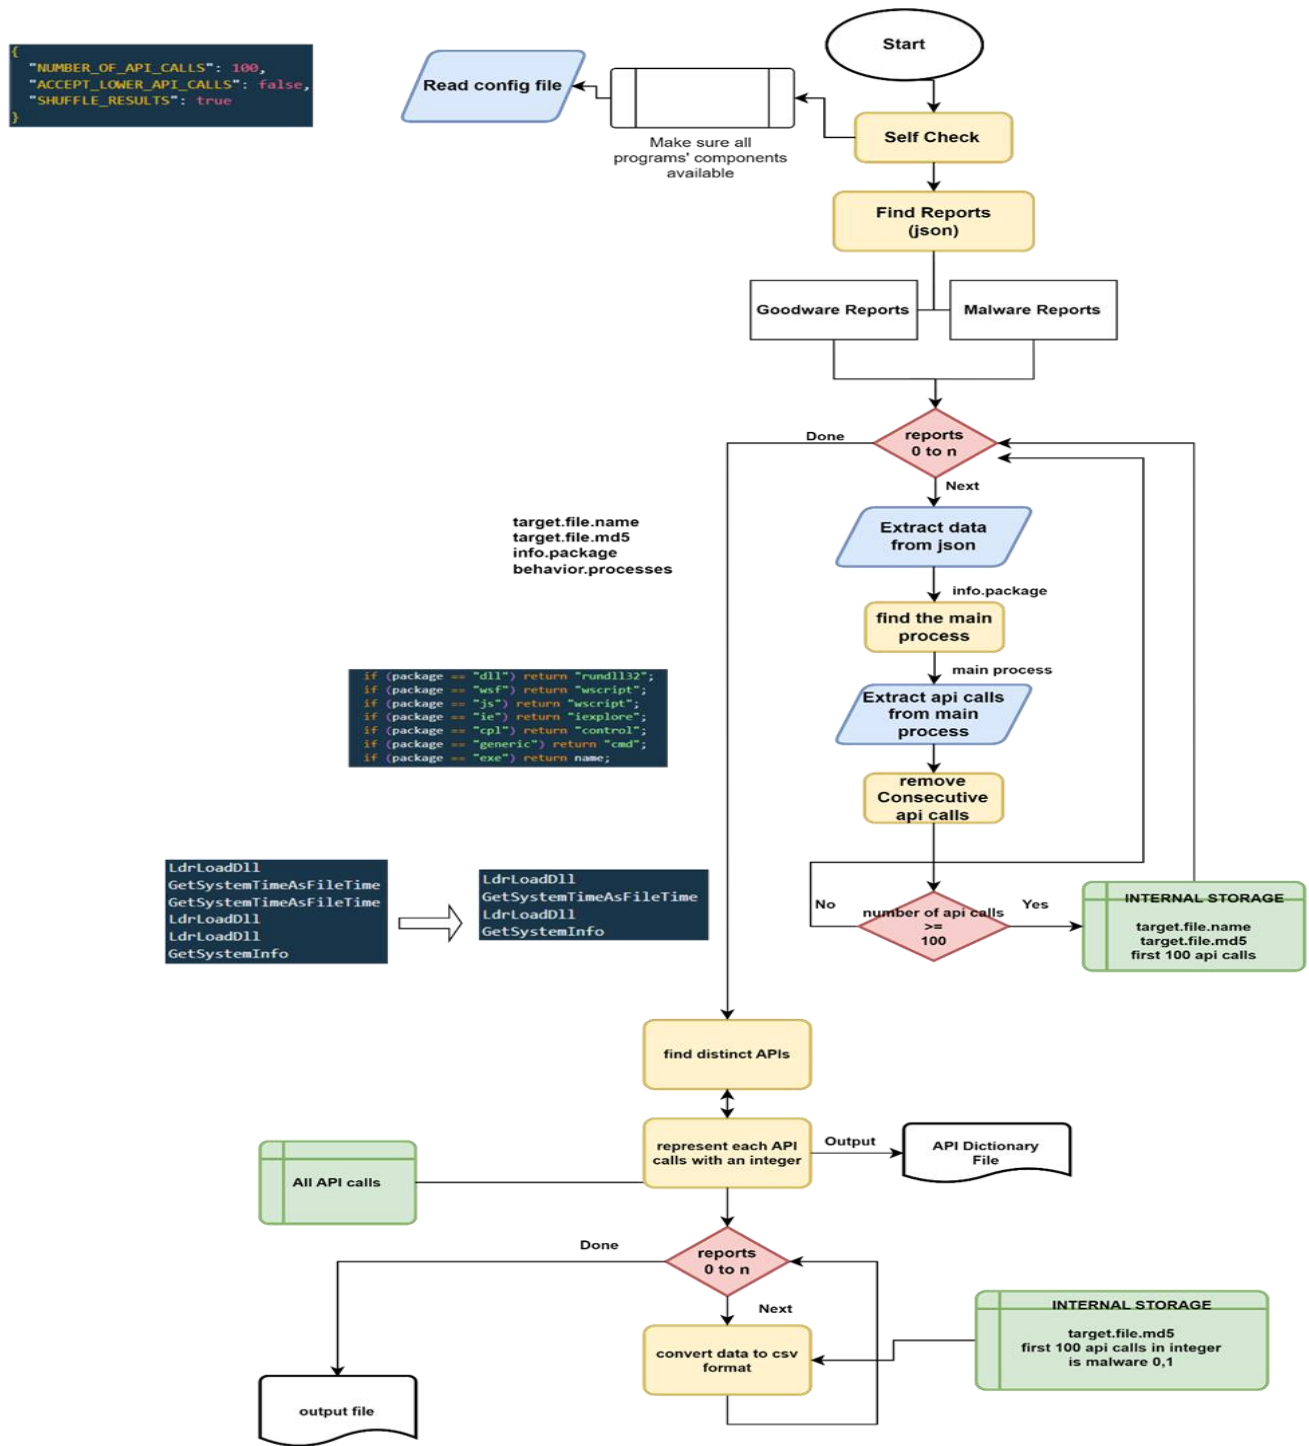 Start
{
"NUMBER_OF_API_CALLS": 100,
"ACCEPT_LOWER_API_CALLS": false,
"SHUFFLE_RESULTS": true
}
Read config file
Make sure all
programs' components
available
Self Check
Find Reports
(json)
Goodware Reports
Malware Reports
reports
0 to n
Done
Next
target.file.name
target.file.md5
info.package
behavior.processes
Extract data
from json
info.package
find the main
process
main process
if (package == "dll") return "rundll32";
if (package == "wsf") return "wscript";
if (package == "js") return "wscript";
if (package == "ie") return "iexplore";
if (package == "cpl") return "control";
if (package == "generic") return "cmd";
if (package == "exe") return name;
Extract api calls
from main
process
remove
Consecutive
api calls
LdrLoadDll
GetSystemTimeAsFileTime
GetSystemTimeAsFileTime
LdrLoadDll
LdrLoadDll
GetSystemInfo
LdrLoadDll
GetSystemTimeAsFileTime
LdrLoadDll
GetSystemInfo
No
number of api calls
>=
100
Yes
INTERNAL STORAGE
target.file.name
target.file.md5
first 100 api calls
find distinct APIs
represent each API
calls with an integer
Output
API Dictionary
File
All API calls
reports
0 to n
Done
Next
convert data to csv
format
INTERNAL STORAGE
target.file.md5
first 100 api calls in integer
is malware 0,1
output file